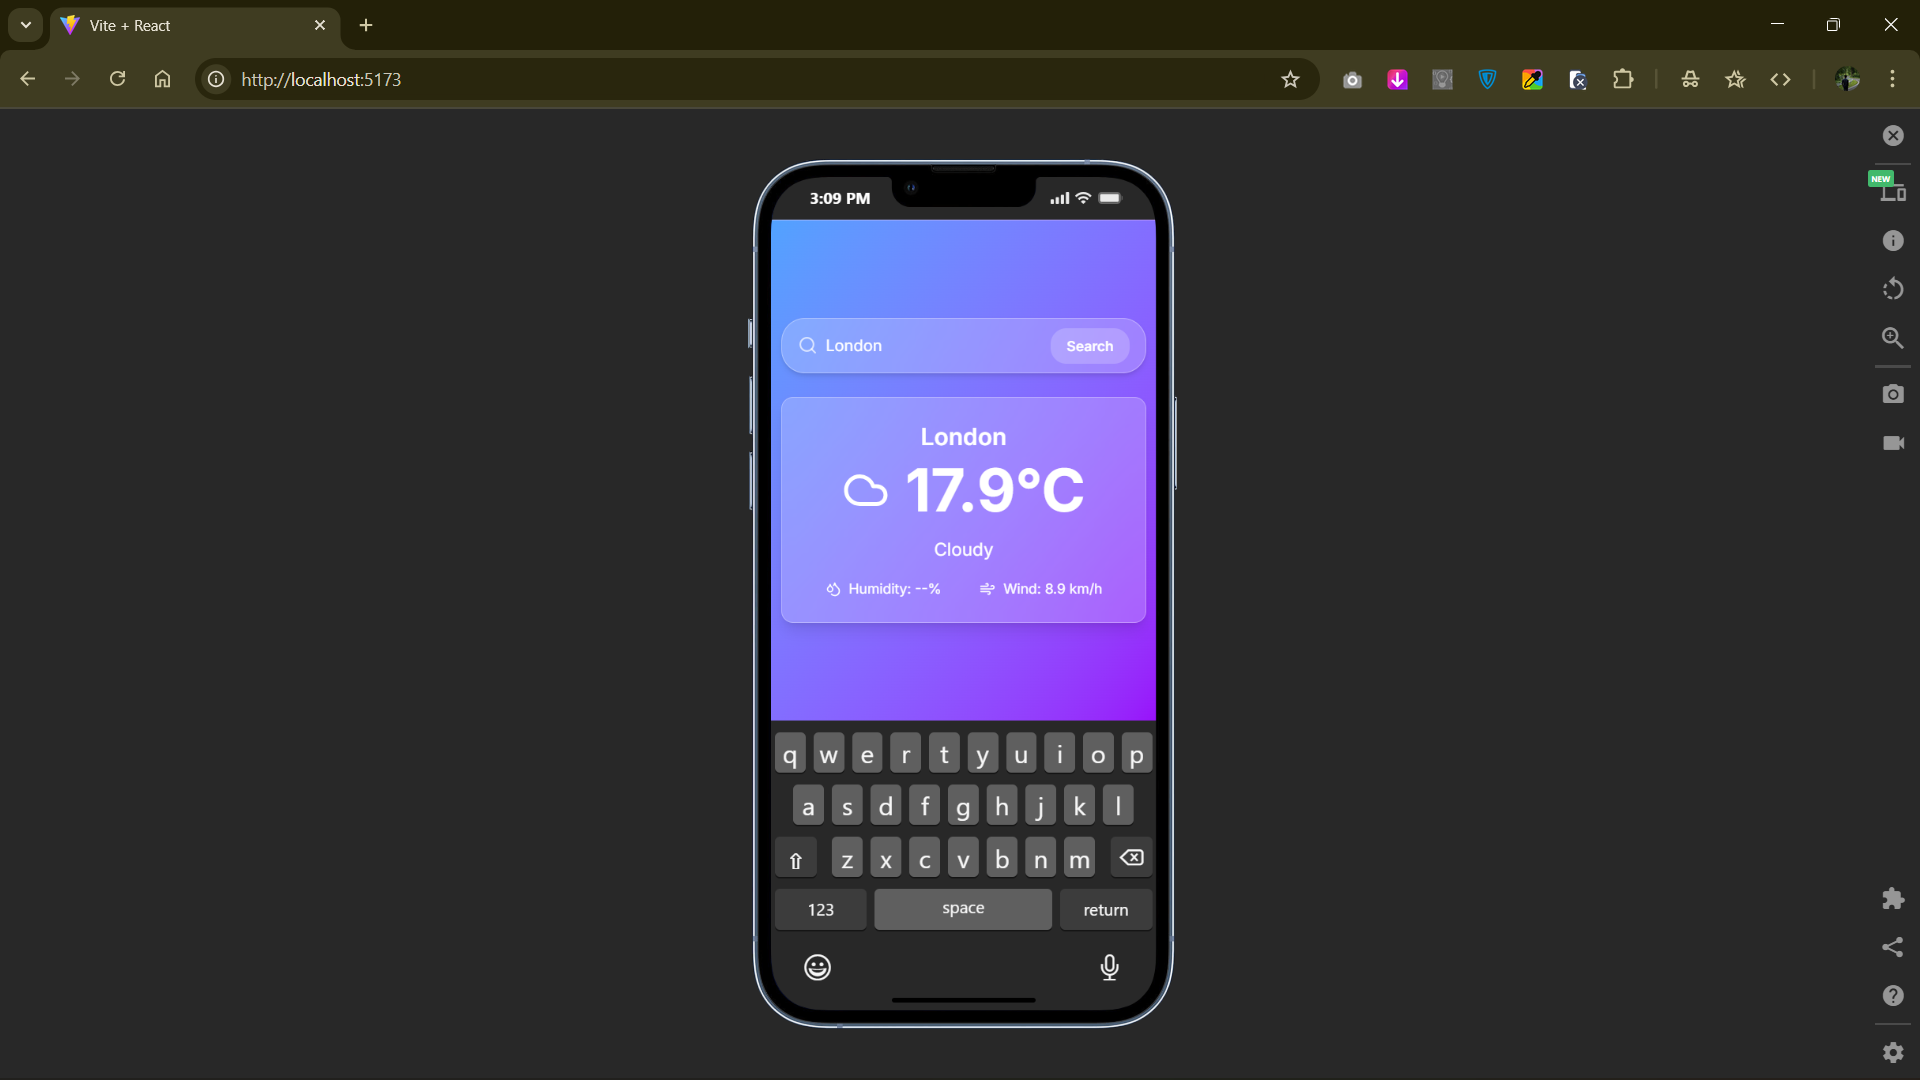 Vite + React
http://localhost:5173
NEW
3:09 PM
London
Search
London
17.9°C
Cloudy
Humidity: --%
Wind: 8.9 km/h
q w e r t y u i o p
a s d f g h j k l
z x c v b n m
123
space
return